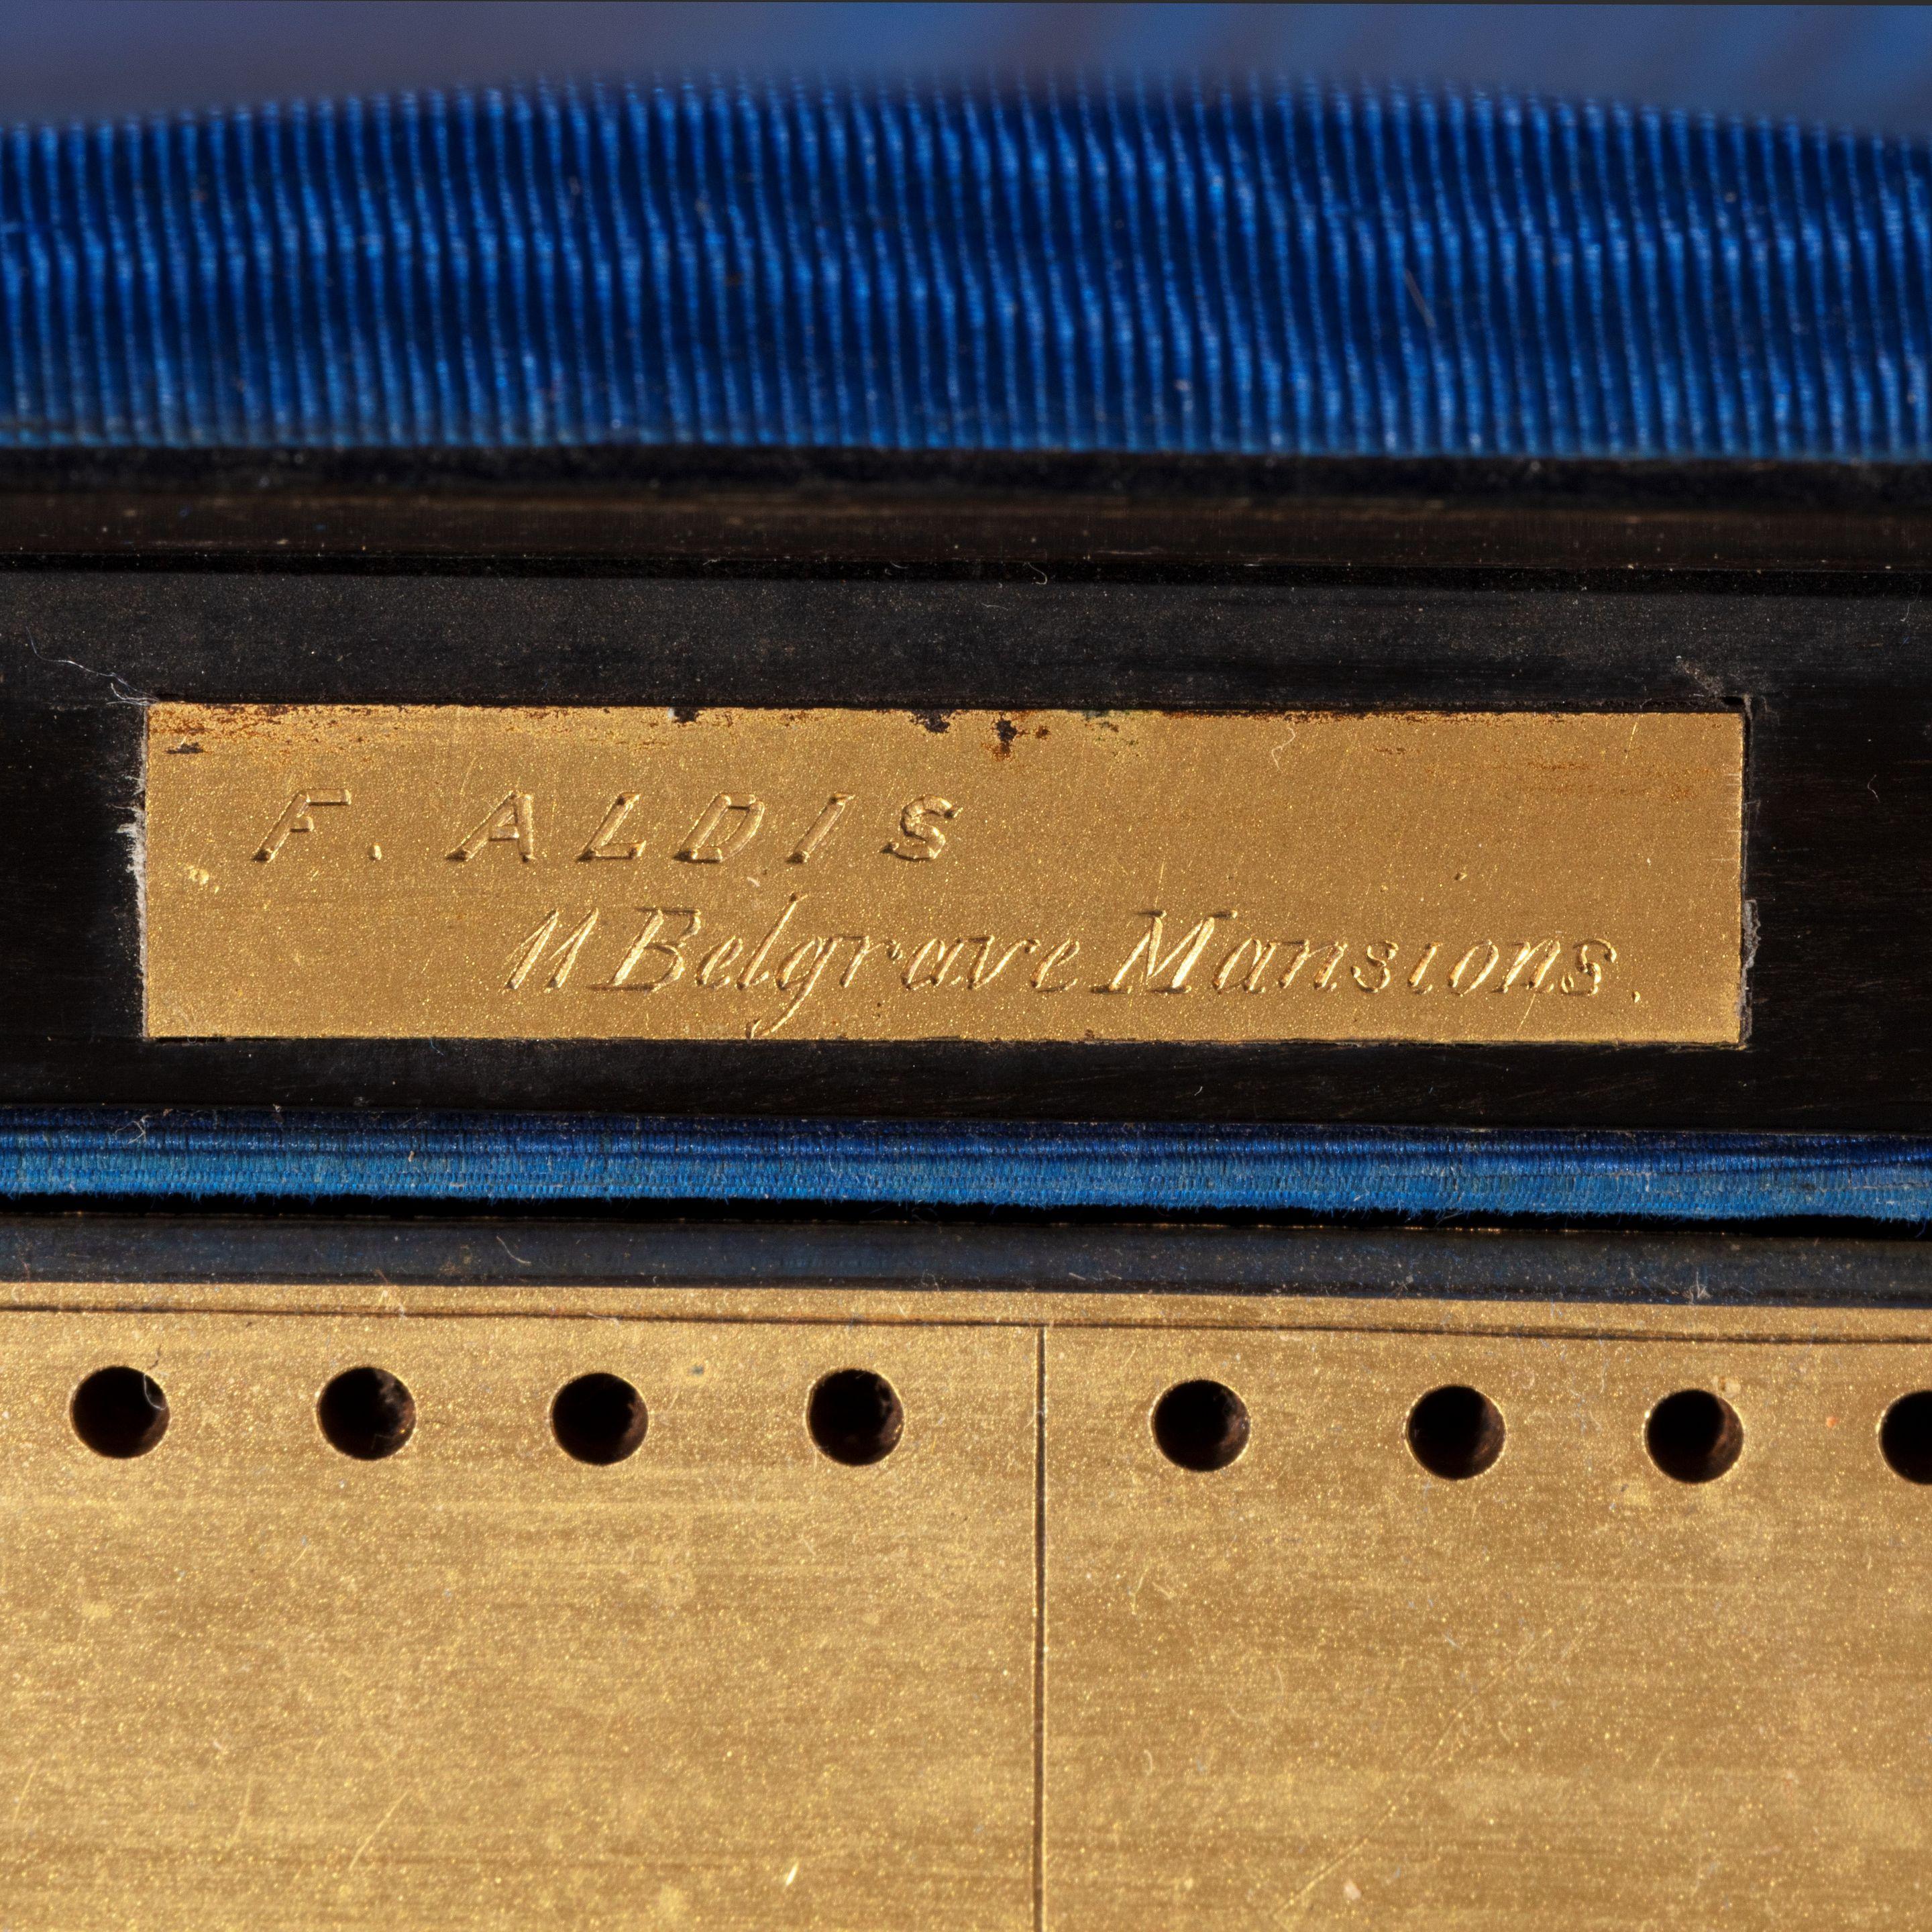 F. ALDIS
11 Belgrave Mansions.